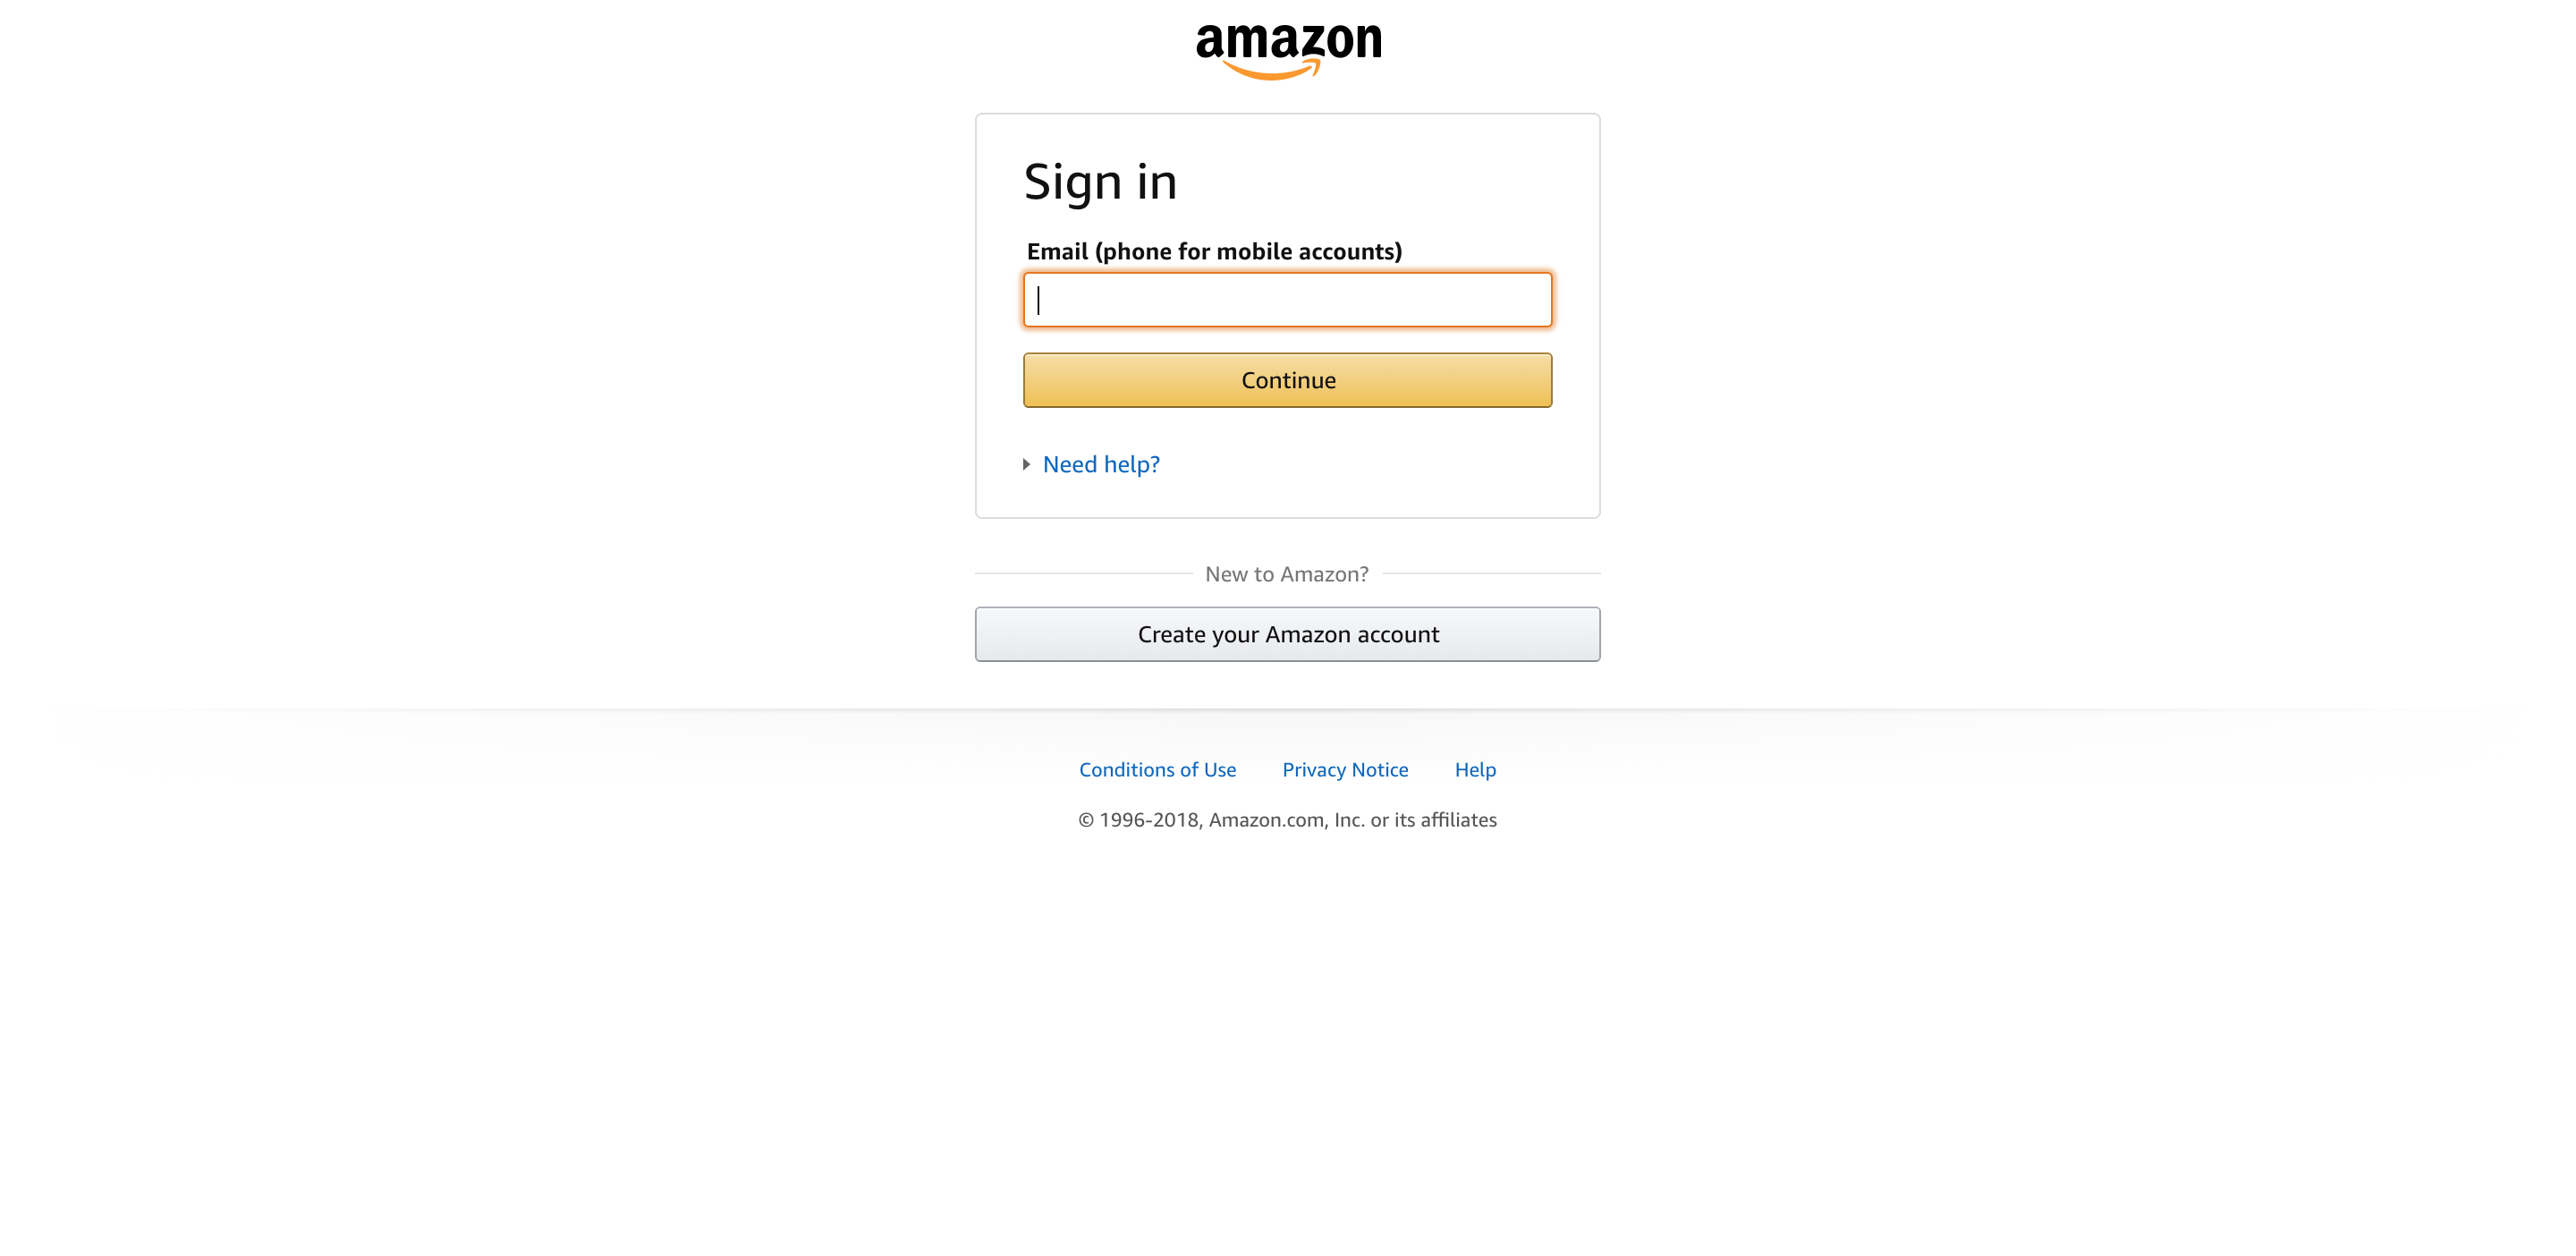 amazon
Sign in
Email (phone for mobile accounts)
Continue
Need help?
New to Amazon?
Create your Amazon account
Conditions of Use Privacy Notice Help
© 1996-2018, Amazon.com, Inc. or its affiliates